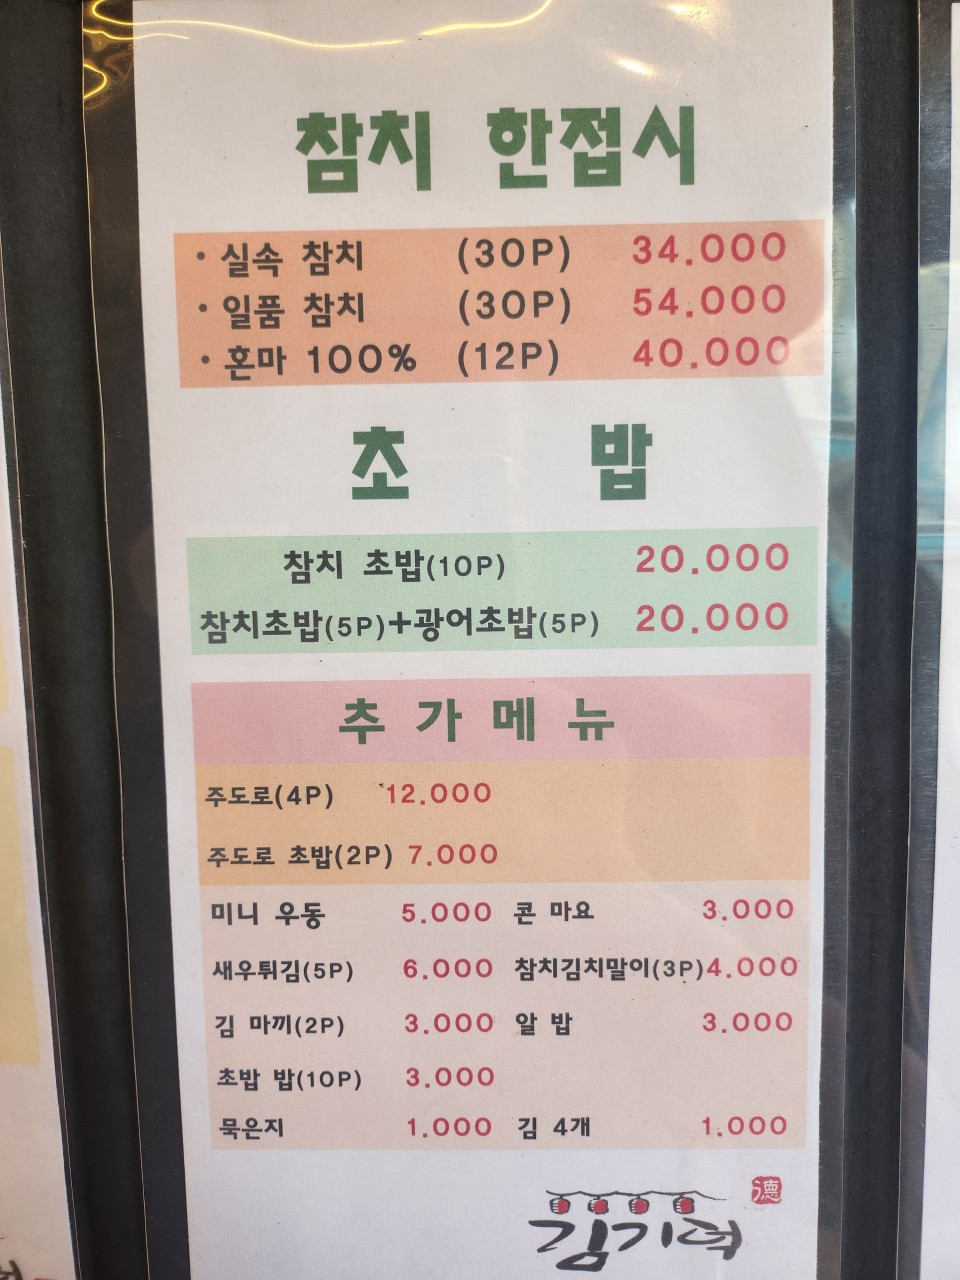 참치 한접시
· 실속 참치 (30P) 34.000
· 일품 참치 (30P) 54.000
· 혼마 100% (12P) 40.000
초 밥
참치 초밥(10P) 20.000
참치초밥(5P)+광어초밥(5P) 20.000
추가메뉴
주도로(4P) 12.000
주도로 초밥(2P) 7.000
미니 우동 5.000 콘 마요 3.000
새우튀김(5P) 6.000 참치김치말이(3P) 4.000
김 마끼(2P) 3.000 알 밥 3.000
초밥 밥(10P) 3.000
묵은지 1.000 김 4개 1.000
德
김기덕